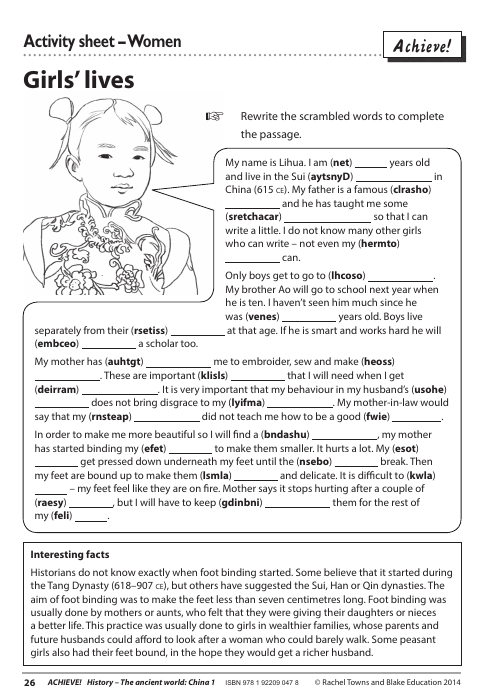 Activity sheet – Women
Achieve!
Girls' lives
☞ Rewrite the scrambled words to complete
the passage.
My name is Lihua. I am (net) ______ years old
and live in the Sui (aytsnyD) ______________ in
China (615 CE). My father is a famous (clrasho)
__________ and he has taught me some
(sretchacar) ________________ so that I can
write a little. I do not know many other girls
who can write – not even my (hermto)
__________ can.
Only boys get to go to (lhcoso) ____________.
My brother Ao will go to school next year when
he is ten. I haven't seen him much since he
was (venes) __________ years old. Boys live
separately from their (rsetiss) __________ at that age. If he is smart and works hard he will
(embceo) __________ a scholar too.
My mother has (auhtgt) ____________ me to embroider, sew and make (heoss)
____________. These are important (klisls) __________ that I will need when I get
(deirram) ______________. It is very important that my behaviour in my husband's (usohe)
__________ does not bring disgrace to my (lyifma) ____________. My mother-in-law would
say that my (rnsteap) ____________ did not teach me how to be a good (fwie) _________.
In order to make me more beautiful so I will find a (bndashu) ____________, my mother
has started binding my (efet) ________ to make them smaller. It hurts a lot. My (esot)
________ get pressed down underneath my feet until the (nsebo) ________ break. Then
my feet are bound up to make them (lsmla) ________ and delicate. It is difficult to (kwla)
______ – my feet feel like they are on fire. Mother says it stops hurting after a couple of
(raesy) ________, but I will have to keep (gdinbni) ____________ them for the rest of
my (feli) ______.
Interesting facts
Historians do not know exactly when foot binding started. Some believe that it started during
the Tang Dynasty (618–907 CE), but others have suggested the Sui, Han or Qin dynasties. The
aim of foot binding was to make the feet less than seven centimetres long. Foot binding was
usually done by mothers or aunts, who felt that they were giving their daughters or nieces
a better life. This practice was usually done to girls in wealthier families, whose parents and
future husbands could afford to look after a woman who could barely walk. Some peasant
girls also had their feet bound, in the hope they would get a richer husband.
26 ACHIEVE! History – The ancient world: China 1 ISBN 978 1 92209 047 8 © Rachel Towns and Blake Education 2014